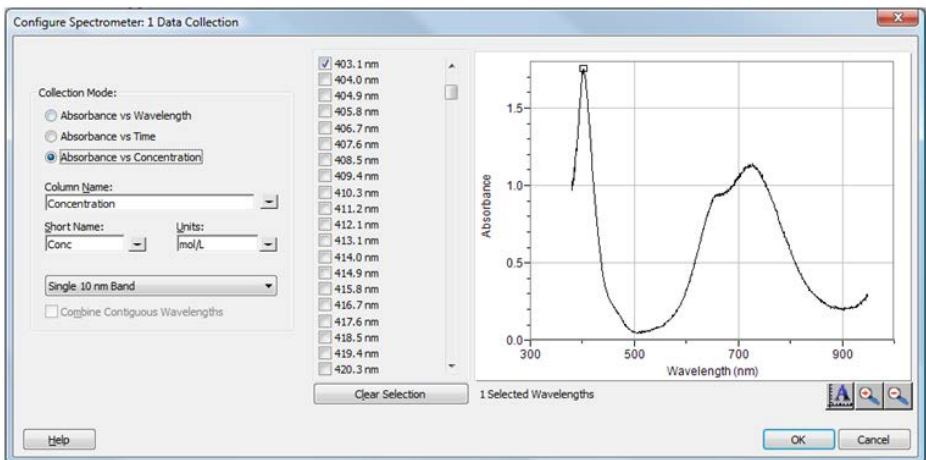 Configure Spectrometer: 1 Data Collection
Collection Mode:
Absorbance vs Wavelength
Absorbance vs Time
Absorbance vs Concentration
Column Name:
Concentration
Short Name:
Units:
Conc
mol/L
Single 10 nm Band
Combine Contiguous Wavelengths
403.1 nm
404.0 nm
404.9 nm
405.8 nm
406.7 nm
407.6 nm
408.5 nm
409.4 nm
410.3 nm
411.2 nm
412.1 nm
413.1 nm
414.0 nm
414.9 nm
415.8 nm
416.7 nm
417.6 nm
418.5 nm
419.4 nm
420.3 nm
Clear Selection
Absorbance
1.5
1.0
0.5
0.0
300
500
700
900
Wavelength (nm)
1 Selected Wavelengths
A
Help
OK
Cancel